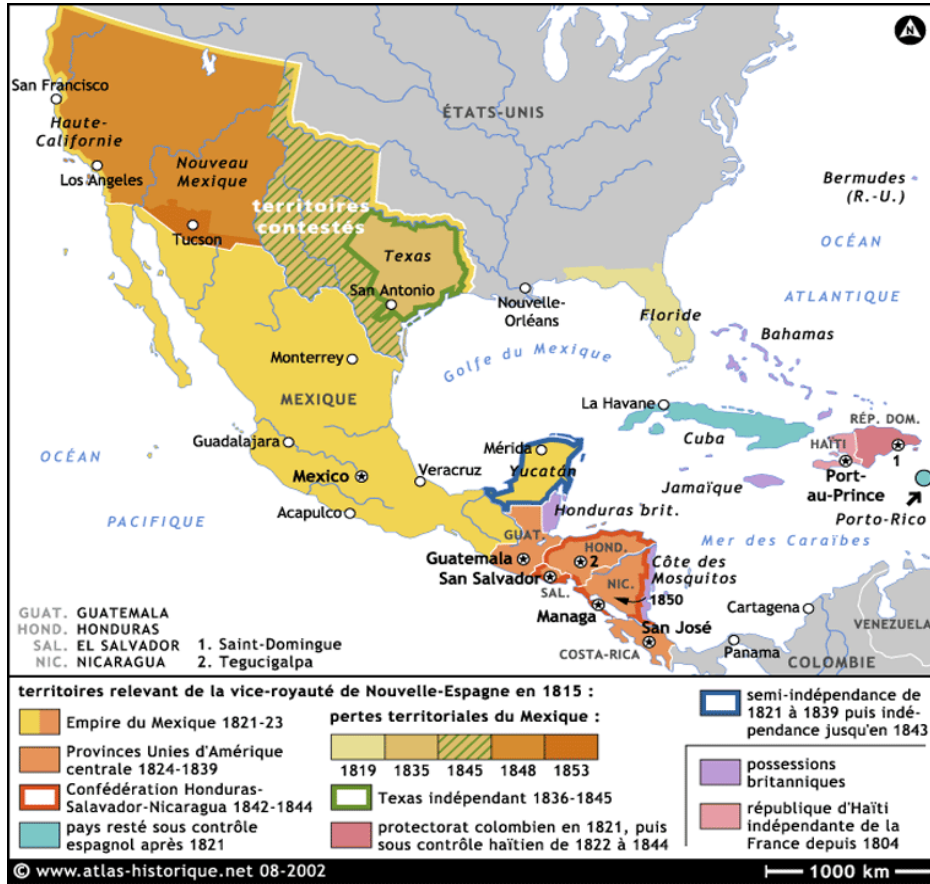 N
San Francisco
Haute-
Californie
Los Angeles
Nouveau
Mexique
Tucson
territoires
contestés
Texas
San Antonio
ÉTATS-UNIS
Nouvelle-
Orléans
Floride
Bermudes
(R.-U.)
OCÉAN
ATLANTIQUE
Bahamas
Golfe du Mexique
Monterrey
MEXIQUE
Guadalajara
Mexico
Veracruz
Acapulco
OCÉAN
PACIFIQUE
Mérida
Yucatán
La Havane
Cuba
RÉP. DOM.
HAÏTI
1
Port-
au-Prince
Jamaïque
Porto-Rico
Honduras brit.
Mer des Caraïbes
GUAT.
Guatemala
HOND.
2
Côte des
Mosquitos
San Salvador
SAL.
NIC.
1850
Managua
San José
COSTA-RICA
Cartagena
Panama
VENEZUELA
COLOMBIE
GUAT. GUATEMALA
HOND. HONDURAS
SAL. EL SALVADOR 1. Saint-Domingue
NIC. NICARAGUA 2. Tegucigalpa
territoires relevant de la vice-royauté de Nouvelle-Espagne en 1815 :
Empire du Mexique 1821-23
Provinces Unies d'Amérique
centrale 1824-1839
Confédération Honduras-
Salavador-Nicaragua 1842-1844
pays resté sous contrôle
espagnol après 1821
pertes territoriales du Mexique :
1819 1835 1845 1848 1853
Texas indépendant 1836-1845
protectorat colombien en 1821, puis
sous contrôle haïtien de 1822 à 1844
semi-indépendance de
1821 à 1839 puis indé-
pendance jusqu'en 1843
possessions
britanniques
république d'Haïti
indépendante de la
France depuis 1804
© www.atlas-historique.net 08-2002
1000 km